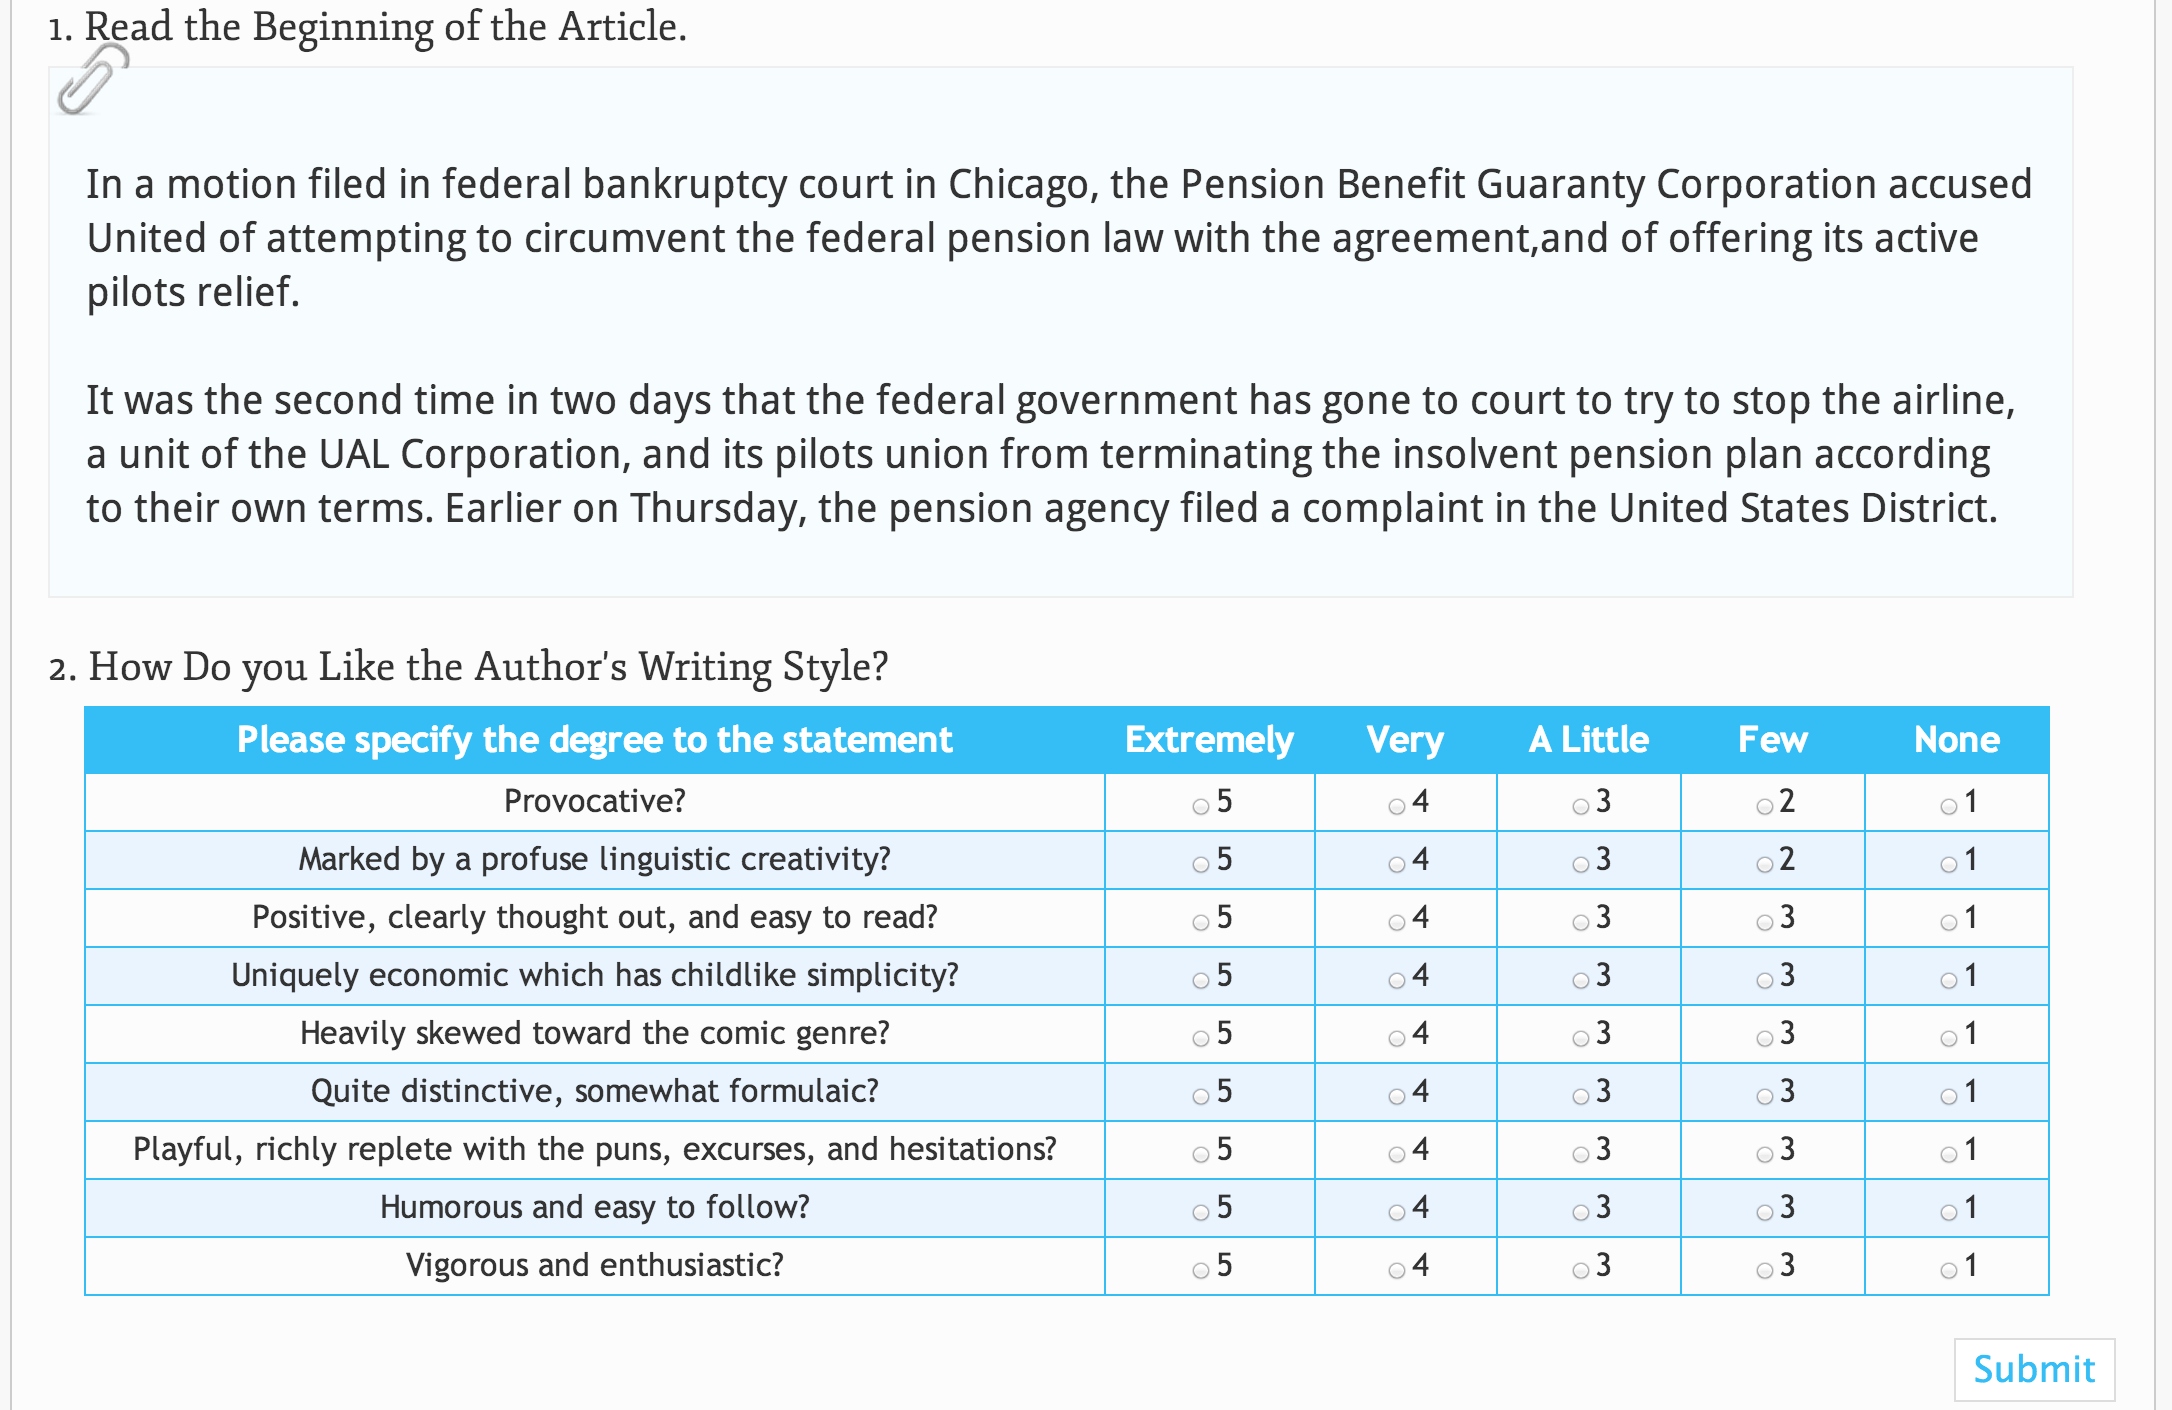 1. Read the Beginning of the Article.
In a motion filed in federal bankruptcy court in Chicago, the Pension Benefit Guaranty Corporation accused
United of attempting to circumvent the federal pension law with the agreement,and of offering its active
pilots relief.
It was the second time in two days that the federal government has gone to court to try to stop the airline,
a unit of the UAL Corporation, and its pilots union from terminating the insolvent pension plan according
to their own terms. Earlier on Thursday, the pension agency filed a complaint in the United States District.
2. How Do you Like the Author's Writing Style?
Please specify the degree to the statement Extremely Very A Little Few None
Provocative? 5 4 3 2 1
Marked by a profuse linguistic creativity? 5 4 3 2 1
Positive, clearly thought out, and easy to read? 5 4 3 3 1
Uniquely economic which has childlike simplicity? 5 4 3 3 1
Heavily skewed toward the comic genre? 5 4 3 3 1
Quite distinctive, somewhat formulaic? 5 4 3 3 1
Playful, richly replete with the puns, excurses, and hesitations? 5 4 3 3 1
Humorous and easy to follow? 5 4 3 3 1
Vigorous and enthusiastic? 5 4 3 3 1
Submit